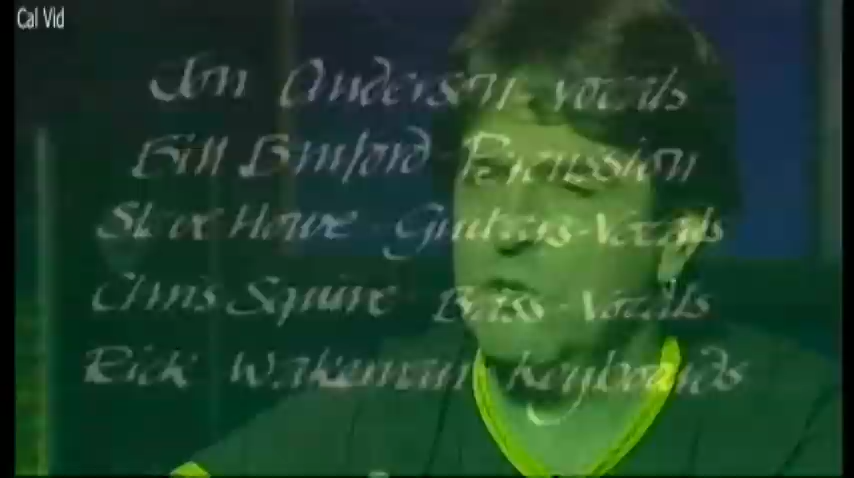 Cal Vid
Jon Anderson - vocals
Bill Bruford - Percussion
Steve Howe - Guitars - Vocals
Chris Squire - Bass - Vocals
Rick Wakeman - Keyboards